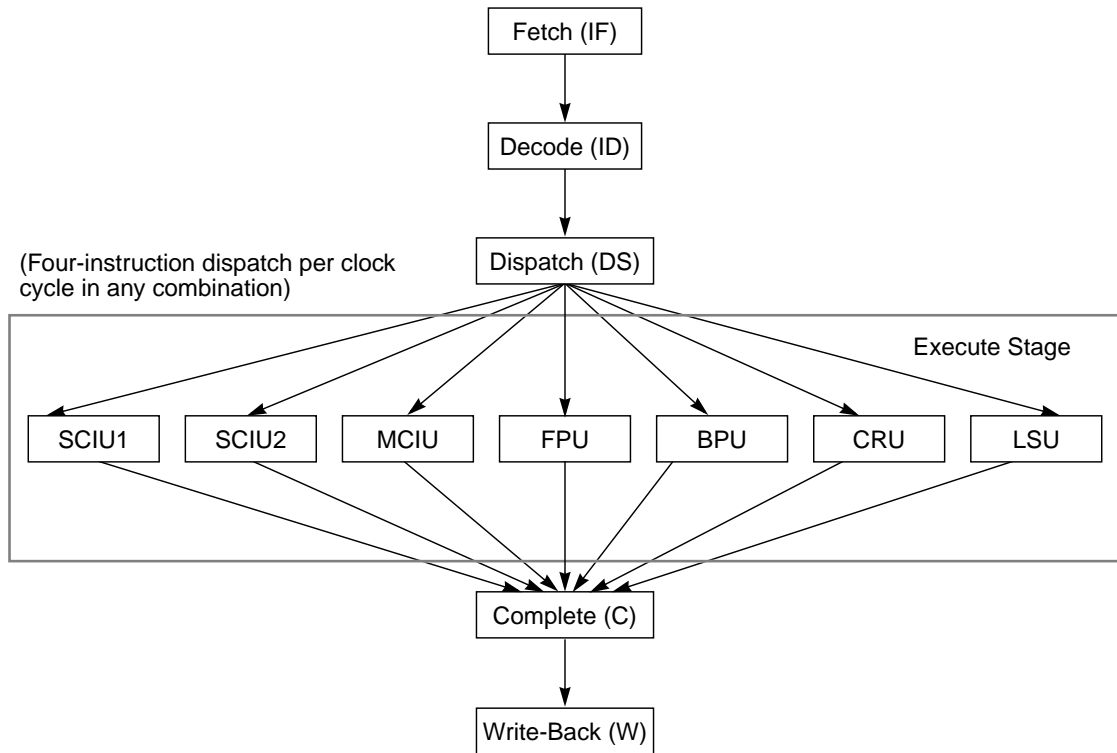 Fetch (IF)
Decode (ID)
(Four-instruction dispatch per clock
cycle in any combination)
Dispatch (DS)
Execute Stage
SCIU1
SCIU2
MCIU
FPU
BPU
CRU
LSU
Complete (C)
Write-Back (W)